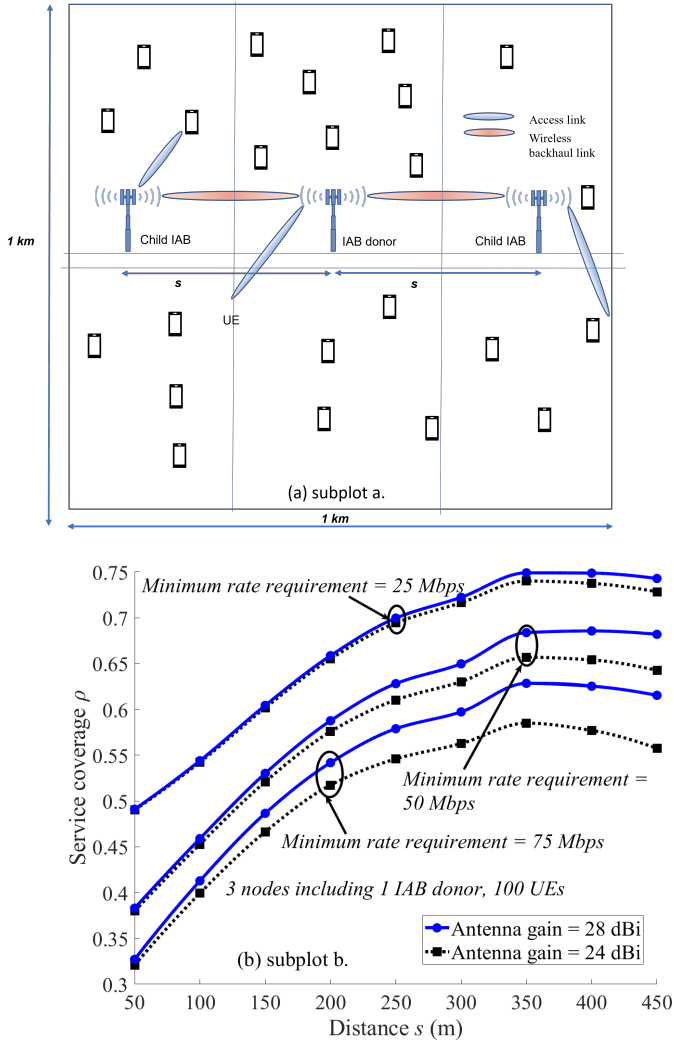 Access link
Wireless
backhaul link
1 km
Child IAB
IAB donor
Child IAB
s
s
UE
(a) subplot a.
1 km
0.75
0.7
0.65
0.6
0.55
0.5
0.45
0.4
0.35
0.3
Service coverage ρ
Minimum rate requirement = 25 Mbps
Minimum rate requirement =
50 Mbps
Minimum rate requirement = 75 Mbps
3 nodes including 1 IAB donor, 100 UEs
Antenna gain = 28 dBi
Antenna gain = 24 dBi
(b) subplot b.
50 100 150 200 250 300 350 400 450
Distance s (m)